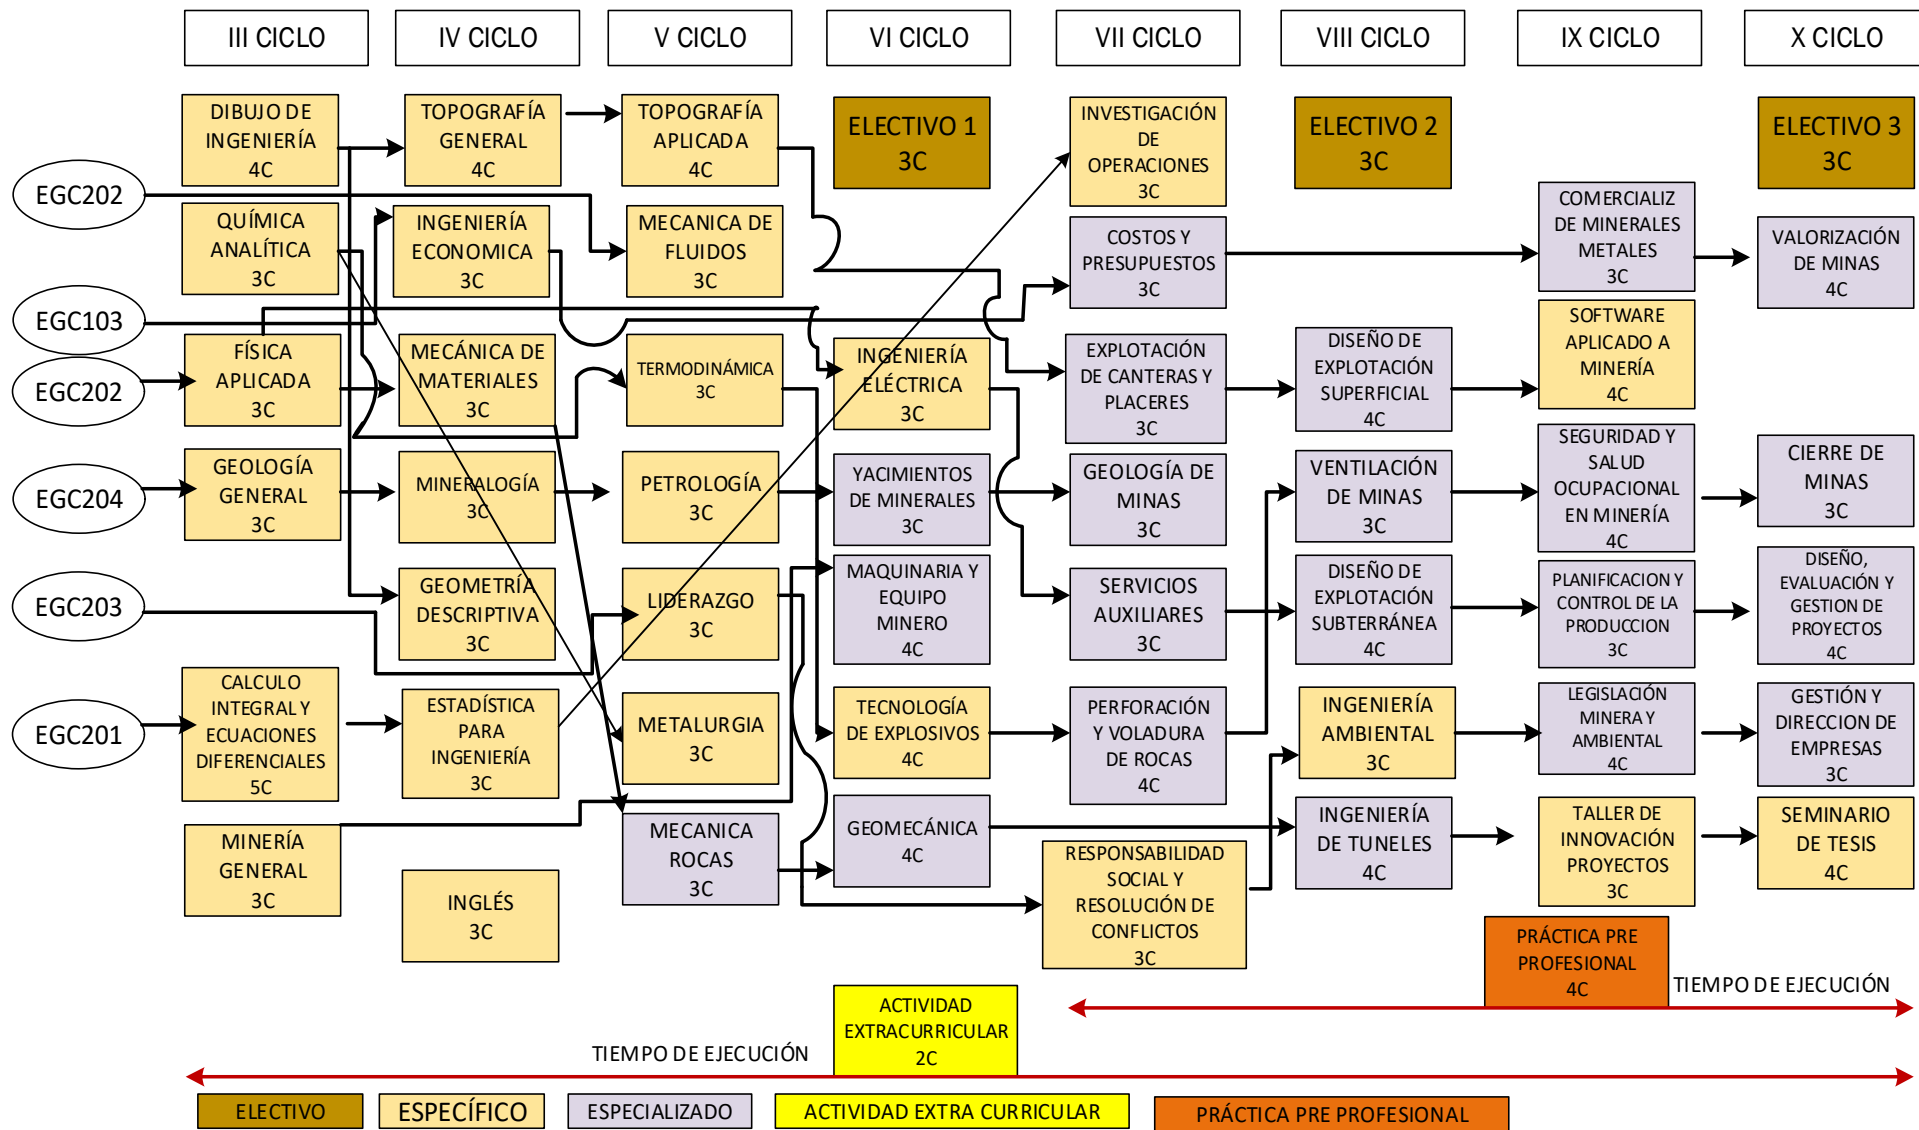 III CICLO
IV CICLO
V CICLO
VI CICLO
VII CICLO
VIII CICLO
IX CICLO
X CICLO
EGC202
EGC103
EGC202
EGC204
EGC203
EGC201
DIBUJO DE
INGENIERÍA
4C
QUÍMICA
ANALÍTICA
3C
FÍSICA
APLICADA
3C
GEOLOGÍA
GENERAL
3C
CALCULO
INTEGRAL Y
ECUACIONES
DIFERENCIALES
5C
MINERÍA
GENERAL
3C
TOPOGRAFÍA
GENERAL
4C
INGENIERÍA
ECONOMICA
3C
MECÁNICA DE
MATERIALES
3C
MINERALOGÍA
3C
GEOMETRÍA
DESCRIPTIVA
3C
ESTADÍSTICA
PARA
INGENIERÍA
3C
INGLÉS
3C
TOPOGRAFÍA
APLICADA
4C
MECANICA DE
FLUIDOS
3C
TERMODINÁMICA
3C
PETROLOGÍA
3C
LIDERAZGO
3C
METALURGIA
3C
MECANICA
ROCAS
3C
ELECTIVO 1
3C
INGENIERÍA
ELÉCTRICA
3C
YACIMIENTOS
DE MINERALES
3C
MAQUINARIA Y
EQUIPO
MINERO
4C
TECNOLOGÍA
DE EXPLOSIVOS
4C
GEOMECÁNICA
4C
INVESTIGACIÓN
DE
OPERACIONES
3C
COSTOS Y
PRESUPUESTOS
3C
EXPLOTACIÓN
DE CANTERAS Y
PLACERES
3C
GEOLOGÍA DE
MINAS
3C
SERVICIOS
AUXILIARES
3C
PERFORACIÓN
Y VOLADURA
DE ROCAS
4C
RESPONSABILIDAD
SOCIAL Y
RESOLUCIÓN DE
CONFLICTOS
3C
ELECTIVO 2
3C
DISEÑO DE
EXPLOTACIÓN
SUPERFICIAL
4C
VENTILACIÓN
DE MINAS
3C
DISEÑO DE
EXPLOTACIÓN
SUBTERRÁNEA
4C
INGENIERÍA
AMBIENTAL
3C
INGENIERÍA
DE TUNELES
4C
COMERCIALIZ
DE MINERALES
METALES
3C
SOFTWARE
APLICADO A
MINERÍA
4C
SEGURIDAD Y
SALUD
OCUPACIONAL
EN MINERÍA
4C
PLANIFICACION Y
CONTROL DE LA
PRODUCCION
3C
LEGISLACIÓN
MINERA Y
AMBIENTAL
4C
TALLER DE
INNOVACIÓN
PROYECTOS
3C
ELECTIVO 3
3C
VALORIZACIÓN
DE MINAS
4C
CIERRE DE
MINAS
3C
DISEÑO,
EVALUACIÓN Y
GESTION DE
PROYECTOS
4C
GESTIÓN Y
DIRECCION DE
EMPRESAS
3C
SEMINARIO
DE TESIS
4C
PRÁCTICA PRE
PROFESIONAL
4C
TIEMPO DE EJECUCIÓN
ACTIVIDAD
EXTRACURRICULAR
2C
TIEMPO DE EJECUCIÓN
ELECTIVO
ESPECÍFICO
ESPECIALIZADO
ACTIVIDAD EXTRA CURRICULAR
PRÁCTICA PRE PROFESIONAL